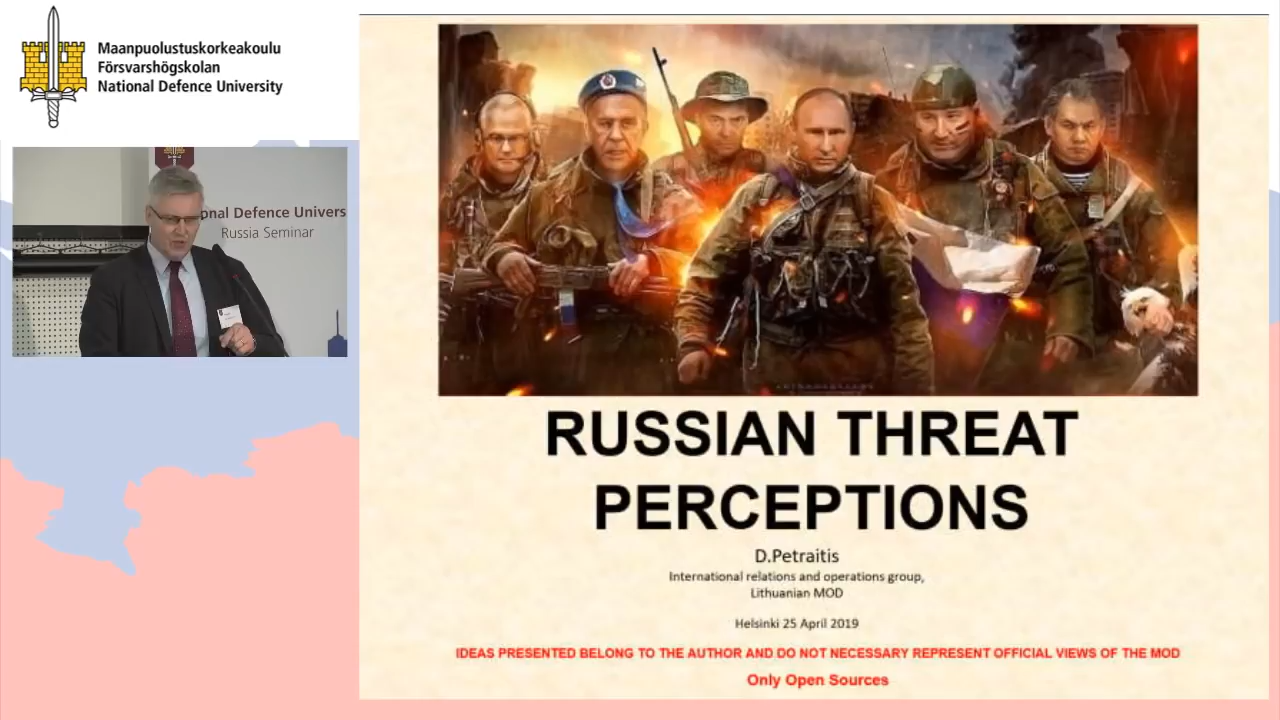 Maanpuolustuskorkeakoulu
Försvarshögskolan
National Defence University
onal Defence Univers
Russia Seminar
RUSSIAN THREAT
PERCEPTIONS
D.Petraitis
International relations and operations group,
Lithuanian MOD
Helsinki 25 April 2019
IDEAS PRESENTED BELONG TO THE AUTHOR AND DO NOT NECESSARY REPRESENT OFFICIAL VIEWS OF THE MOD
Only Open Sources